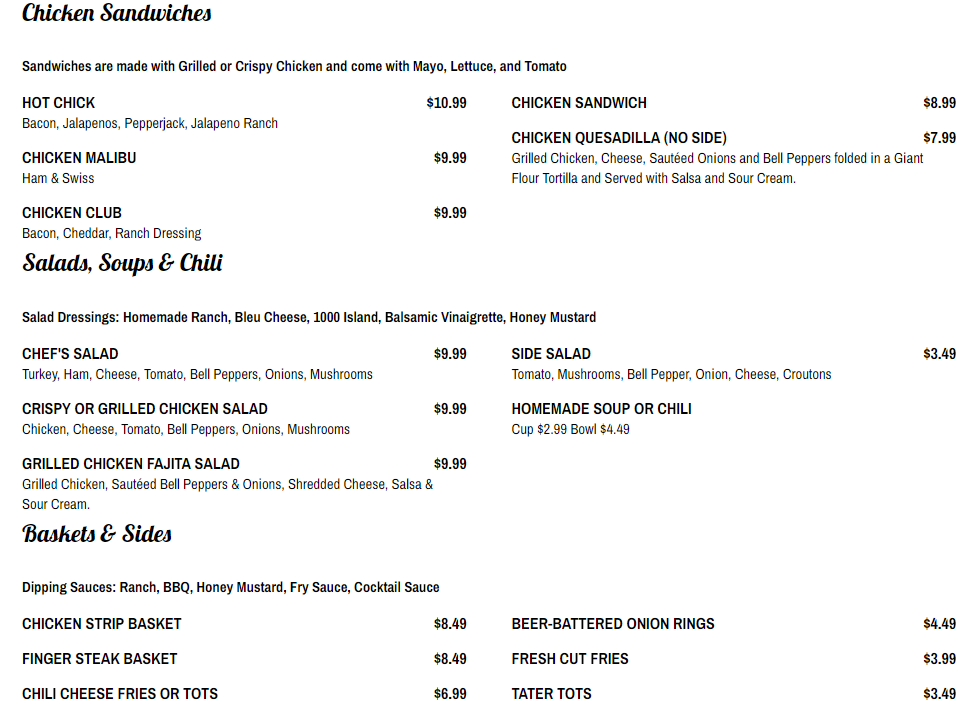 Chicken Sandwiches
Sandwiches are made with Grilled or Crispy Chicken and come with Mayo, Lettuce, and Tomato
HOT CHICK $10.99
Bacon, Jalapenos, Pepperjack, Jalapeno Ranch
CHICKEN MALIBU $9.99
Ham & Swiss
CHICKEN CLUB $9.99
Bacon, Cheddar, Ranch Dressing
CHICKEN SANDWICH $8.99
CHICKEN QUESADILLA (NO SIDE) $7.99
Grilled Chicken, Cheese, Sautéed Onions and Bell Peppers folded in a Giant
Flour Tortilla and Served with Salsa and Sour Cream.
Salads, Soups & Chili
Salad Dressings: Homemade Ranch, Bleu Cheese, 1000 Island, Balsamic Vinaigrette, Honey Mustard
CHEF'S SALAD $9.99
Turkey, Ham, Cheese, Tomato, Bell Peppers, Onions, Mushrooms
CRISPY OR GRILLED CHICKEN SALAD $9.99
Chicken, Cheese, Tomato, Bell Peppers, Onions, Mushrooms
GRILLED CHICKEN FAJITA SALAD $9.99
Grilled Chicken, Sautéed Bell Peppers & Onions, Shredded Cheese, Salsa &
Sour Cream.
SIDE SALAD $3.49
Tomato, Mushrooms, Bell Pepper, Onion, Cheese, Croutons
HOMEMADE SOUP OR CHILI
Cup $2.99 Bowl $4.49
Baskets & Sides
Dipping Sauces: Ranch, BBQ, Honey Mustard, Fry Sauce, Cocktail Sauce
CHICKEN STRIP BASKET $8.49
FINGER STEAK BASKET $8.49
CHILI CHEESE FRIES OR TOTS $6.99
BEER-BATTERED ONION RINGS $4.49
FRESH CUT FRIES $3.99
TATER TOTS $3.49